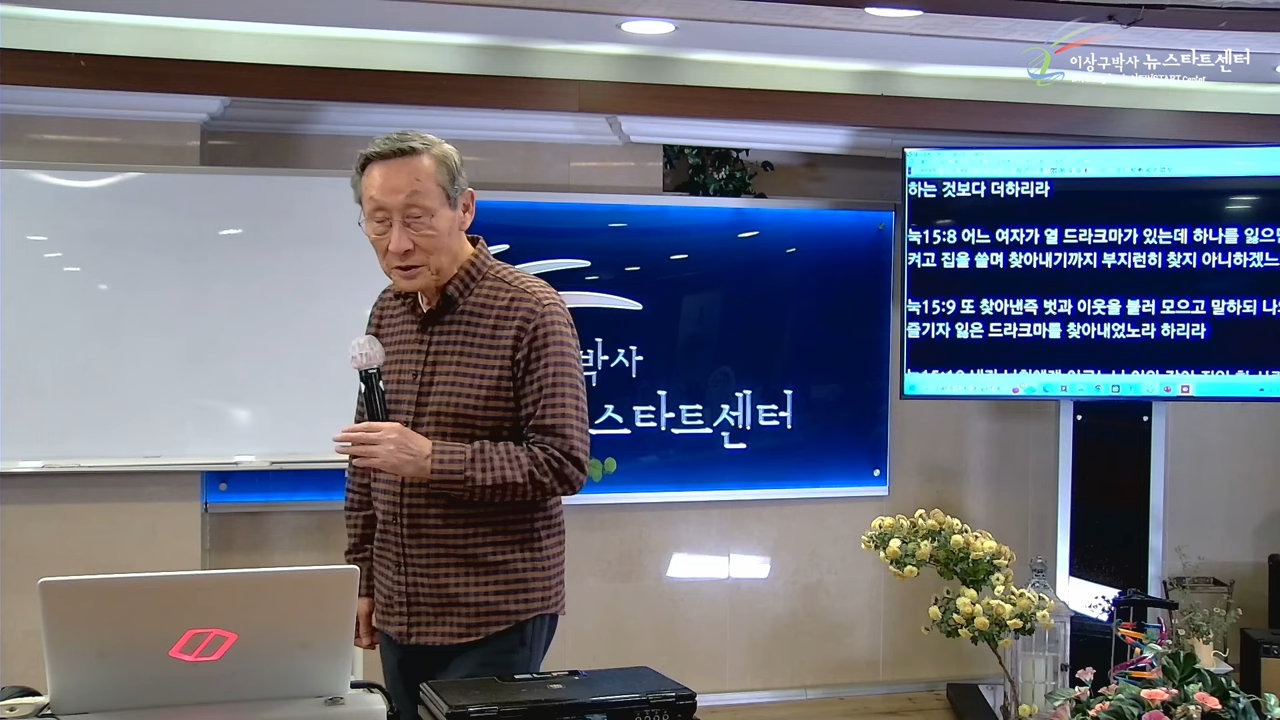 이상구박사 뉴스타트센터
하는 것보다 더하리라
눅15:8 어느 여자가 열 드라크마가 있는데 하나를 잃으면
켜고 집을 쓸며 찾아내기까지 부지런히 찾지 아니하겠느
눅15:9 또 찾아낸즉 벗과 이웃을 불러 모으고 말하되
즐기자 잃은 드라크마를 찾아내었노라 하리라
박사
스타트센터